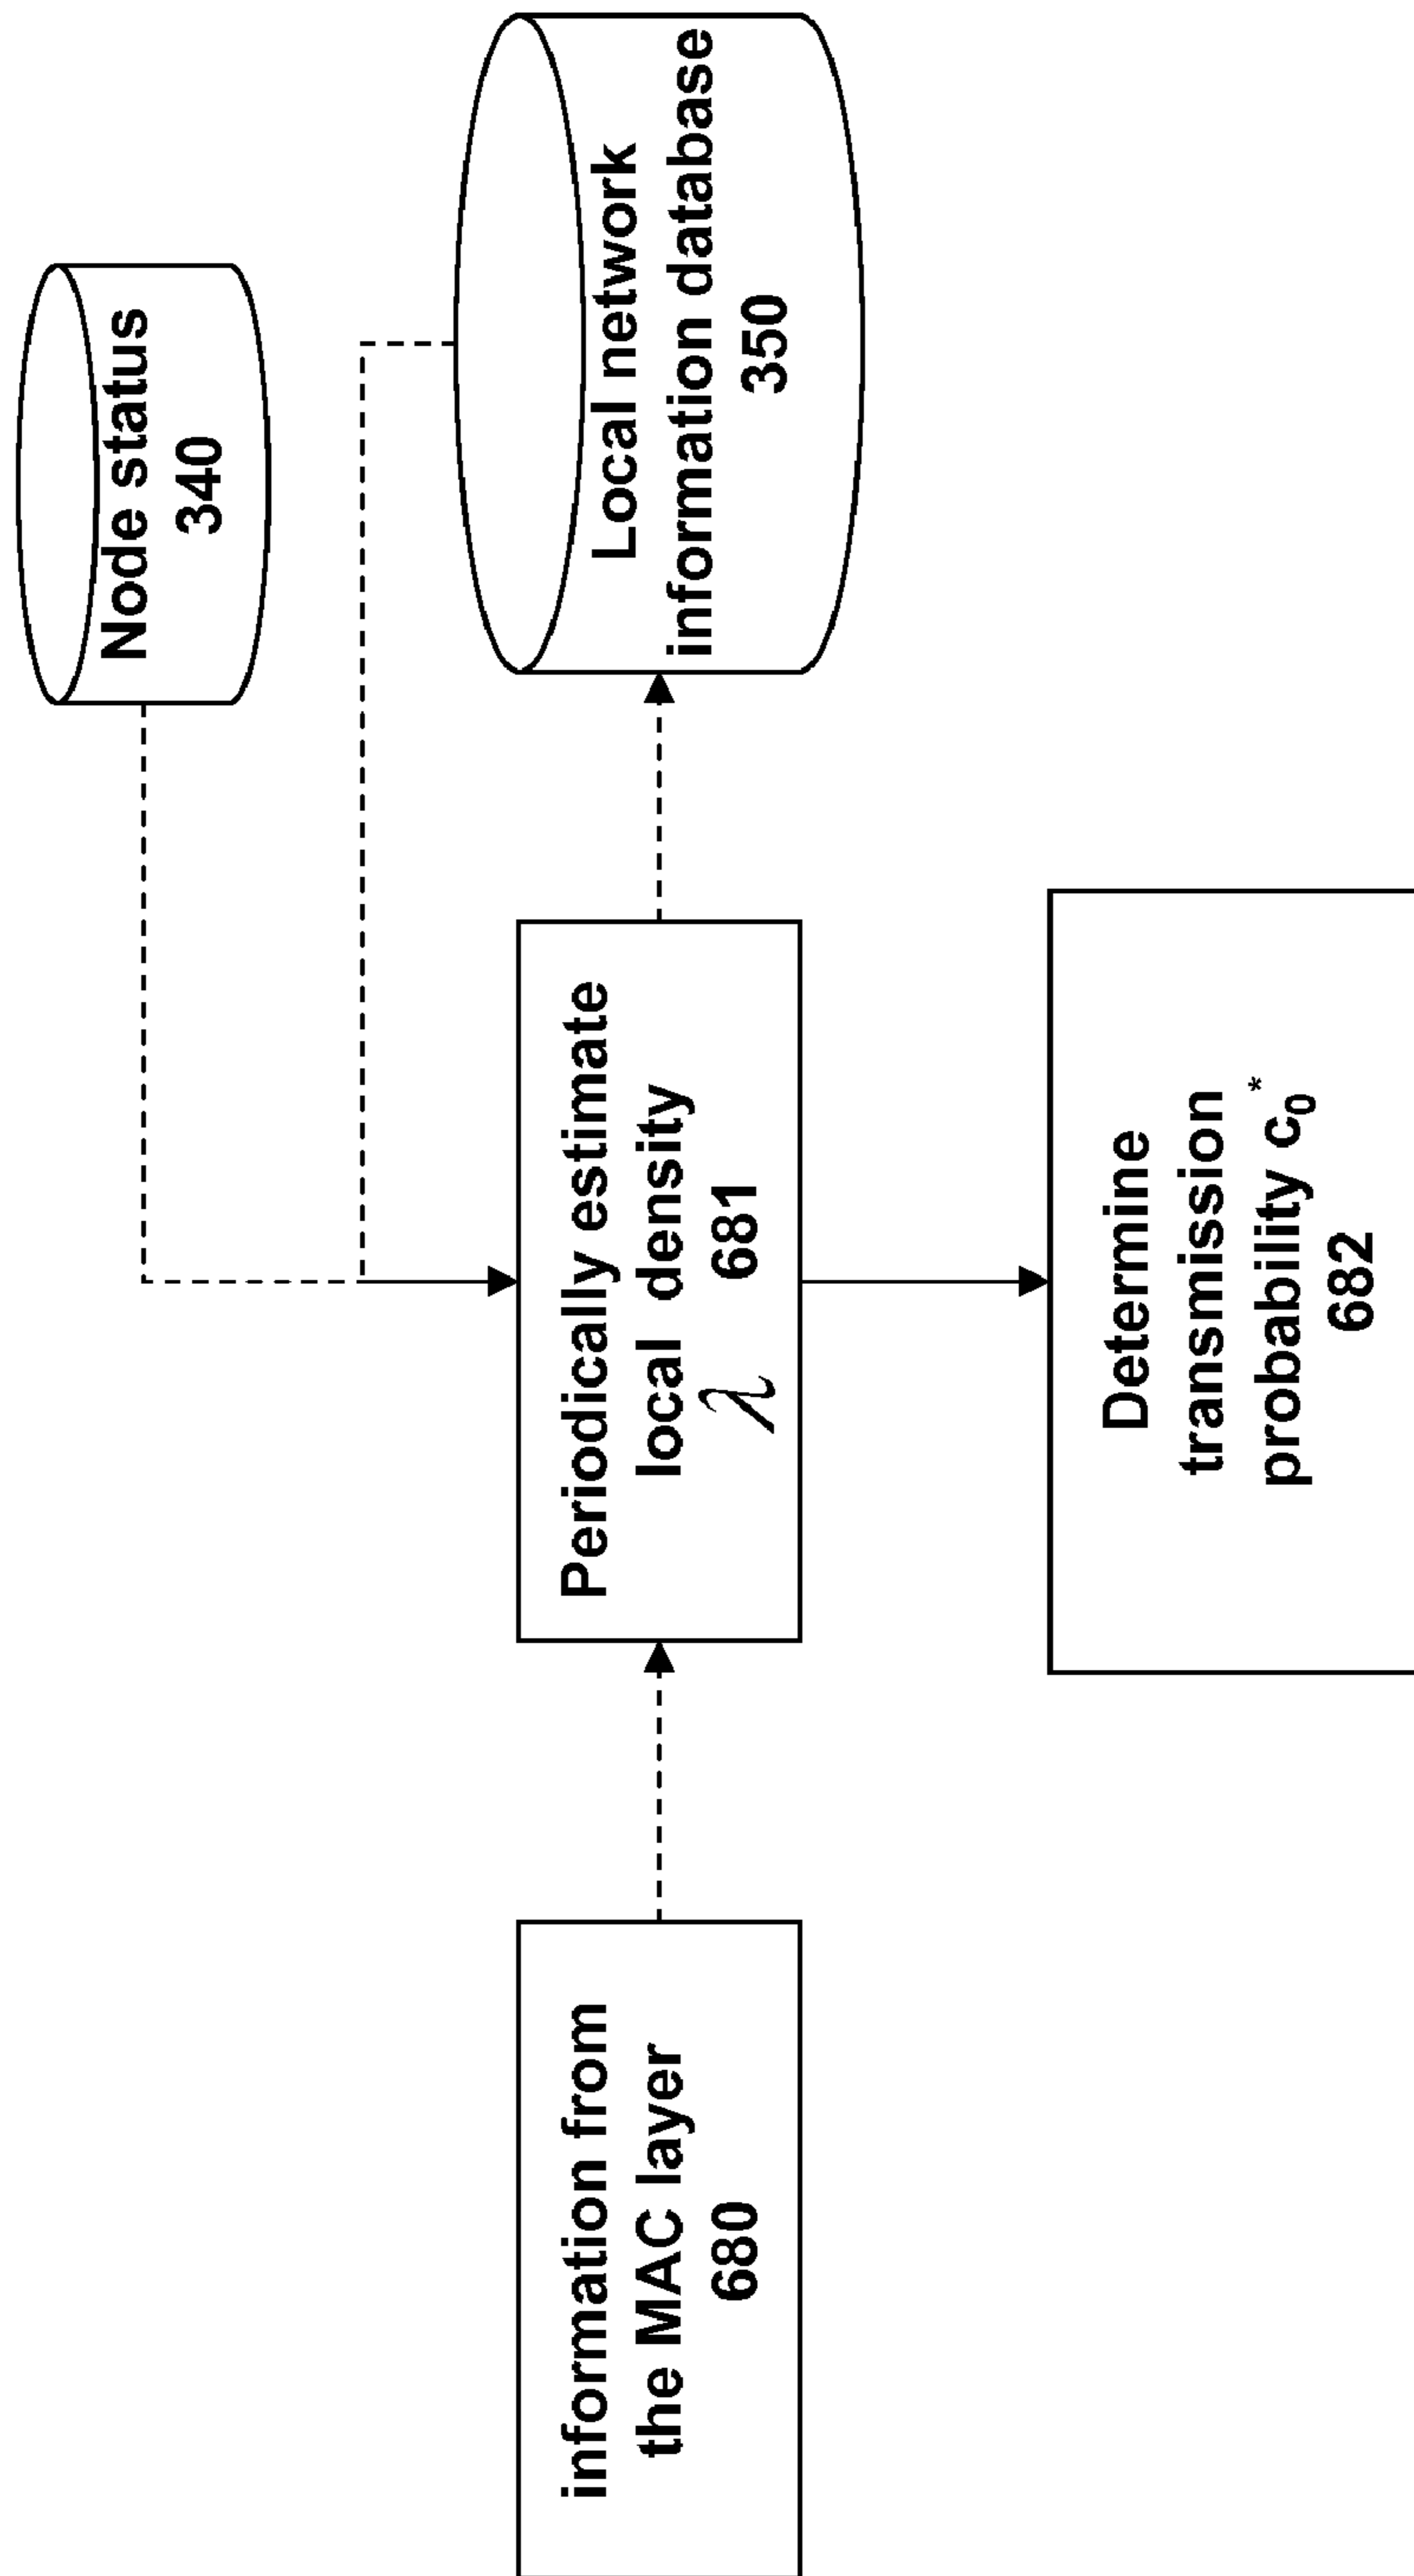 Node status
340
Local network
information database
350
Periodically estimate
local density
λ 681
information from
the MAC layer
680
Determine
transmission
probability c₀*
682